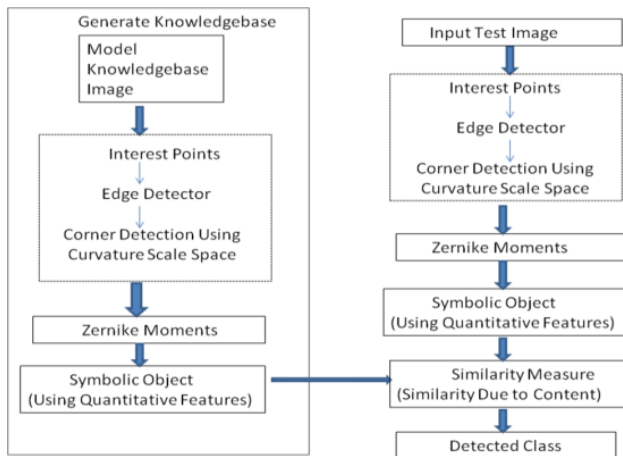 Generate Knowledgebase
Model
Knowledgebase
Image
Interest Points
Edge Detector
Corner Detection Using
Curvature Scale Space
Zernike Moments
Symbolic Object
(Using Quantitative Features)
Input Test Image
Interest Points
Edge Detector
Corner Detection Using
Curvature Scale Space
Zernike Moments
Symbolic Object
(Using Quantitative Features)
Similarity Measure
(Similarity Due to Content)
Detected Class